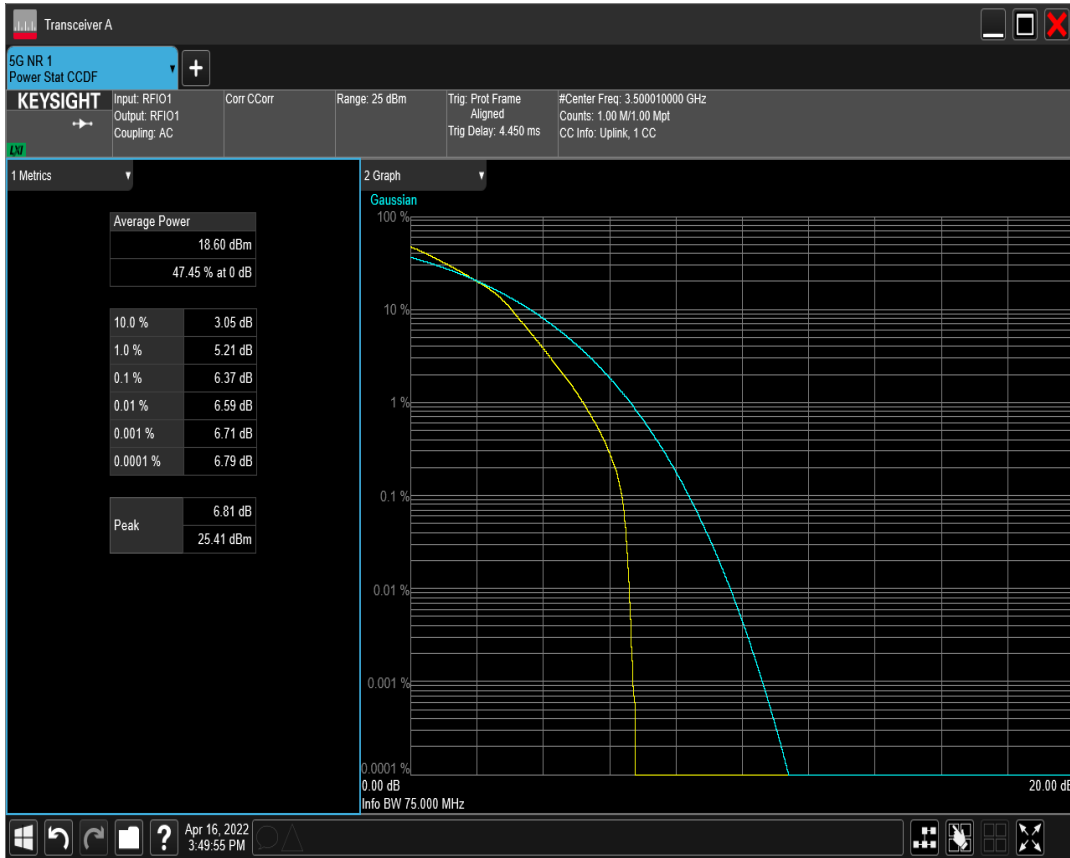 Transceiver A
5G NR 1
Power Stat CCDF
+
KEYSIGHT
LXI
Input: RFIO1
Output: RFIO1
Coupling: AC
Corr CCorr
Range: 25 dBm
Trig: Prot Frame
Aligned
Trig Delay: 4.450 ms
#Center Freq: 3.500010000 GHz
Counts: 1.00 M/1.00 Mpt
CC Info: Uplink, 1 CC
1 Metrics
Average Power
18.60 dBm
47.45 % at 0 dB
10.0 % 3.05 dB
1.0 % 5.21 dB
0.1 % 6.37 dB
0.01 % 6.59 dB
0.001 % 6.71 dB
0.0001 % 6.79 dB
Peak
6.81 dB
25.41 dBm
2 Graph
Gaussian
100 %
10 %
1 %
0.1 %
0.01 %
0.001 %
0.0001 %
0.00 dB 20.00 dB
Info BW 75.000 MHz
?
Apr 16, 2022
3:49:55 PM